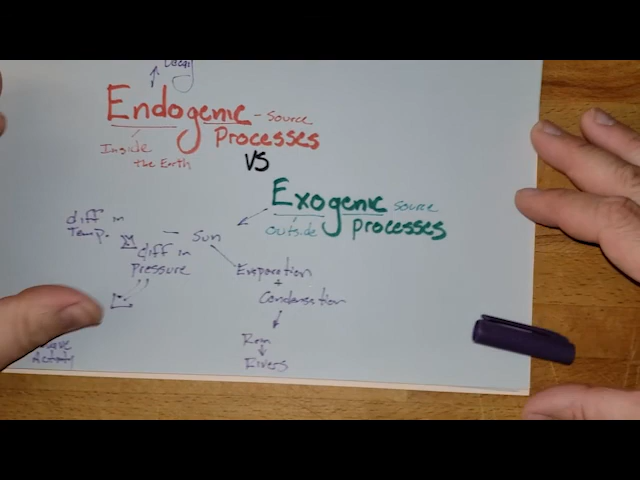 Decay
Endogenic - source
Processes
Inside
the Earth
VS
Exogenic source
Processes
outside
diff in
Temp. - Sun
diff in
Pressure
Evaporation
+
Condensation
Rain
Rivers
Activity